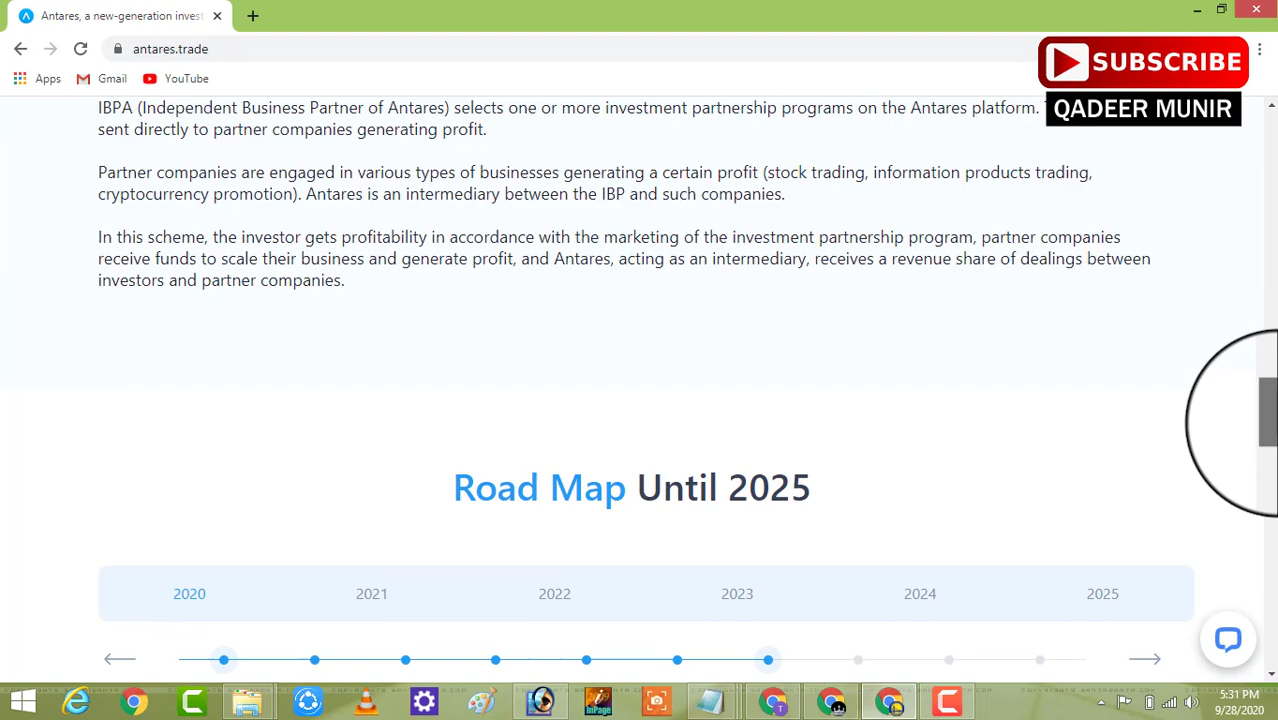 Antares, a new-generation invest
antares.trade
SUBSCRIBE
Apps Gmail YouTube
QADEER MUNIR
IBPA (Independent Business Partner of Antares) selects one or more investment partnership programs on the Antares platform.
sent directly to partner companies generating profit.
Partner companies are engaged in various types of businesses generating a certain profit (stock trading, information products trading,
cryptocurrency promotion). Antares is an intermediary between the IBP and such companies.
In this scheme, the investor gets profitability in accordance with the marketing of the investment partnership program, partner companies
receive funds to scale their business and generate profit, and Antares, acting as an intermediary, receives a revenue share of dealings between
investors and partner companies.
Road Map Until 2025
2020 2021 2022 2023 2024 2025
InPage
5:31 PM
9/28/2020